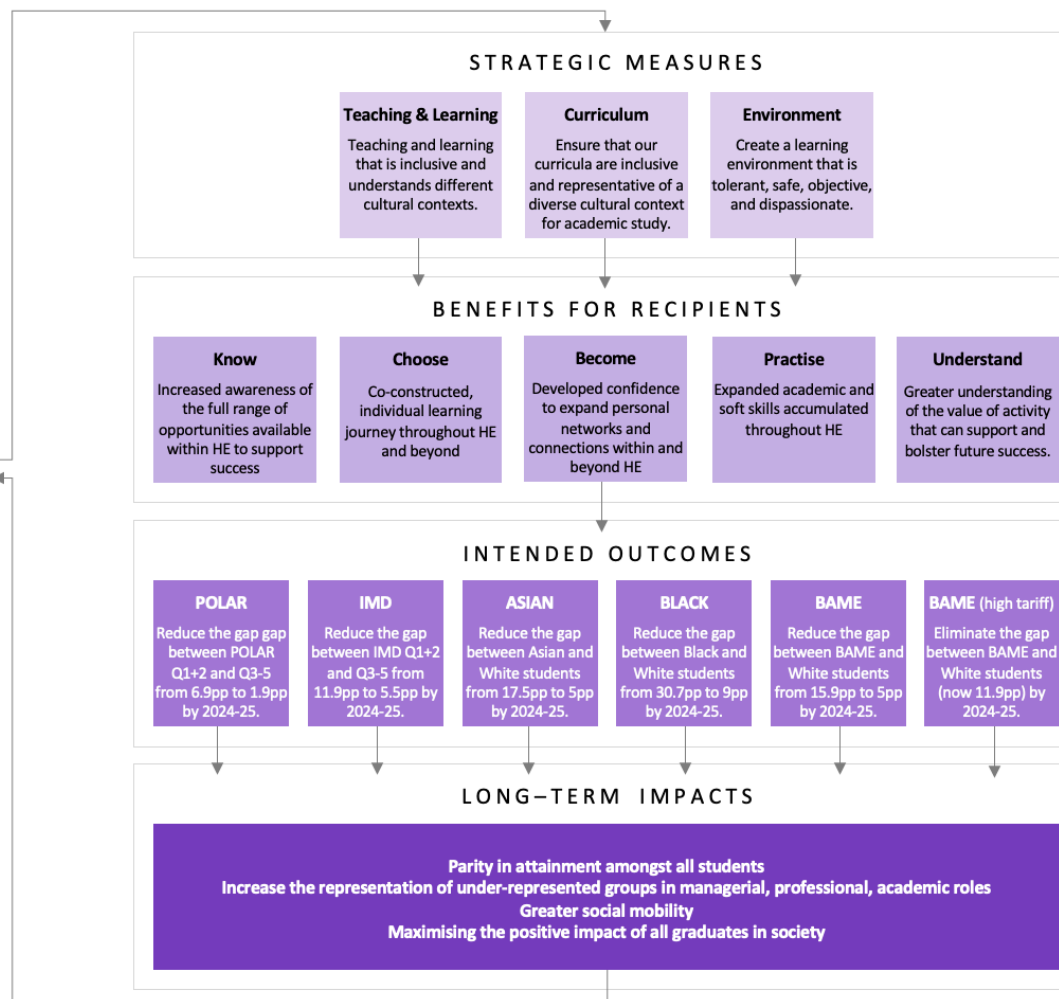 STRATEGIC MEASURES
Teaching & Learning
Teaching and learning
that is inclusive and
understands different
cultural contexts.
Curriculum
Ensure that our
curricula are inclusive
and representative of a
diverse cultural context
for academic study.
Environment
Create a learning
environment that is
tolerant, safe, objective,
and dispassionate.
BENEFITS FOR RECIPIENTS
Know
Increased awareness of
the full range of
opportunities available
within HE to support
success
Choose
Co-constructed,
individual learning
journey throughout HE
and beyond
Become
Developed confidence
to expand personal
networks and
connections within and
beyond HE
Practise
Expanded academic and
soft skills accumulated
throughout HE
Understand
Greater understanding
of the value of activity
that can support and
bolster future success.
INTENDED OUTCOMES
POLAR
Reduce the gap gap
between POLAR
Q1+2 and Q3-5
from 6.9pp to 1.9pp
by 2024-25.
IMD
Reduce the gap
between IMD Q1+2
and Q3-5 from
11.9pp to 5.5pp by
2024-25.
ASIAN
Reduce the gap
between Asian and
White students
from 17.5pp to 5pp
by 2024-25.
BLACK
Reduce the gap
between Black and
White students
from 30.7pp to 9pp
by 2024-25.
BAME
Reduce the gap
between BAME and
White students
from 15.9pp to 5pp
by 2024-25.
BAME (high tariff)
Eliminate the gap
between BAME and
White students
(now 11.9pp) by
2024-25.
LONG–TERM IMPACTS
Parity in attainment amongst all students
Increase the representation of under-represented groups in managerial, professional, academic roles
Greater social mobility
Maximising the positive impact of all graduates in society